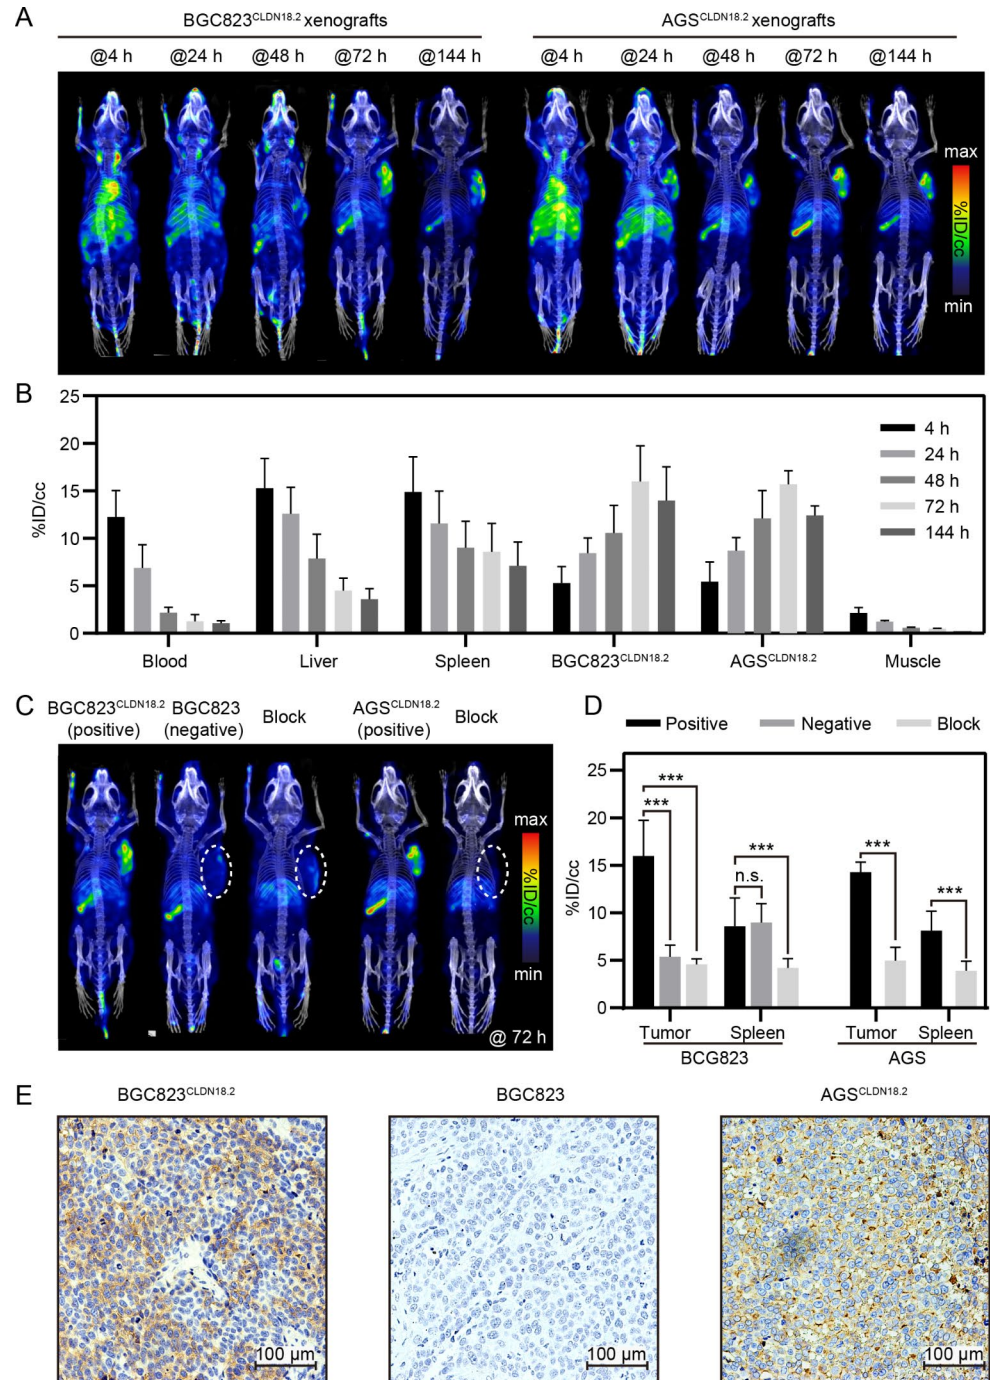 A
BGC823CLDN18.2 xenografts
AGSCLDN18.2 xenografts
@4 h @24 h @48 h @72 h @144 h
@4 h @24 h @48 h @72 h @144 h
max
%ID/cc
min
B
%ID/cc
25
20
15
10
5
0
4 h
24 h
48 h
72 h
144 h
Blood Liver Spleen BGC823CLDN18.2 AGSCLDN18.2 Muscle
C
BGC823CLDN18.2
(positive)
BGC823
(negative)
Block
AGSCLDN18.2
(positive)
Block
max
%ID/cc
min
@ 72 h
D
Positive Negative Block
%ID/cc
25
20
15
10
5
0
***
***
***
n.s.
***
***
Tumor Spleen Tumor Spleen
BCG823 AGS
E
BGC823CLDN18.2
BGC823
AGSCLDN18.2
100 µm
100 µm
100 µm